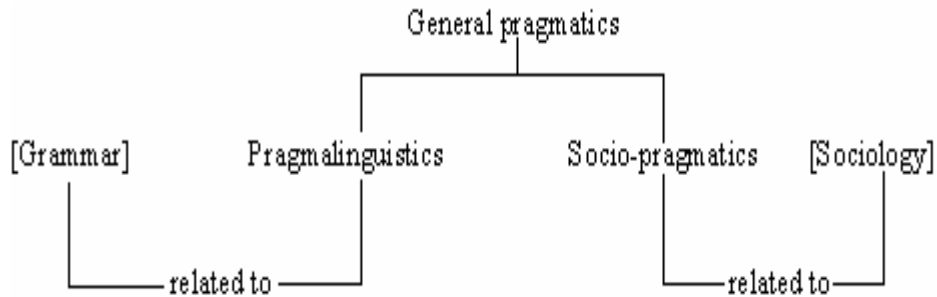 General pragmatics
[Grammar] Pragmalinguistics Socio-pragmatics [Sociology]
related to related to